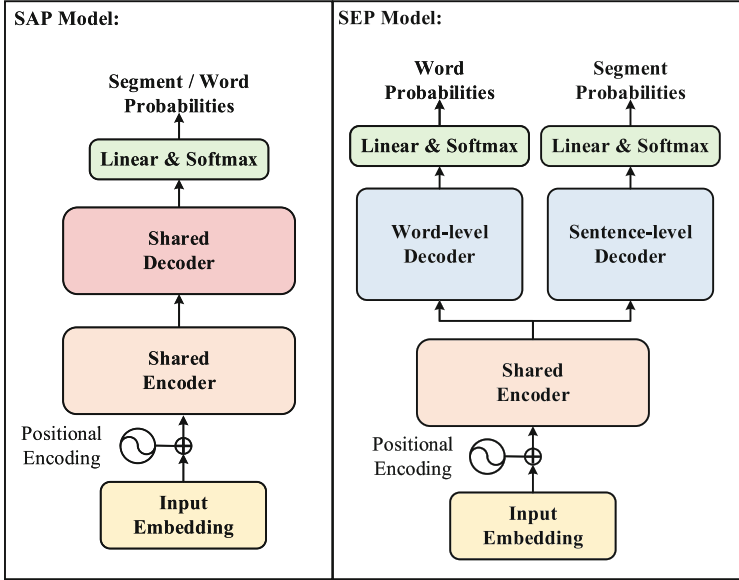 SAP Model:
Segment / Word
Probabilities
Linear & Softmax
Shared
Decoder
Shared
Encoder
Positional
Encoding
Input
Embedding
SEP Model:
Word
Probabilities
Segment
Probabilities
Linear & Softmax
Linear & Softmax
Word-level
Decoder
Sentence-level
Decoder
Shared
Encoder
Positional
Encoding
Input
Embedding